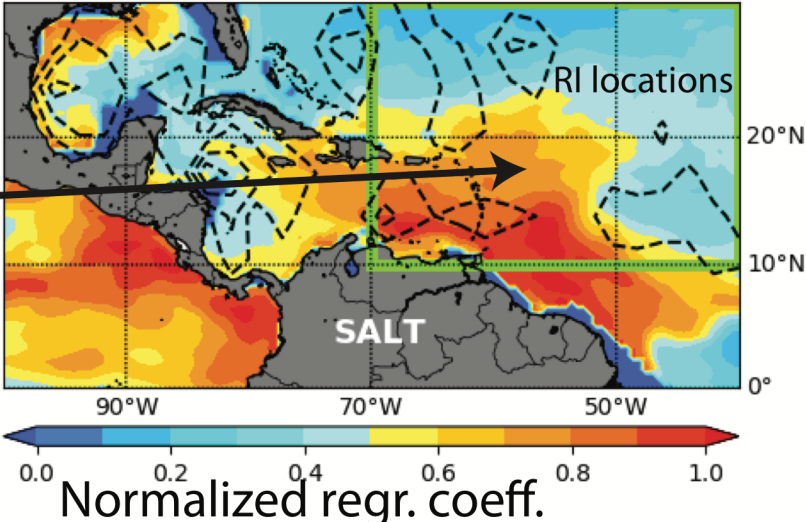 RI locations
20°N
10°N
SALT
0°
90°W 70°W 50°W
0.0 0.2 0.4 0.6 0.8 1.0
Normalized regr. coeff.